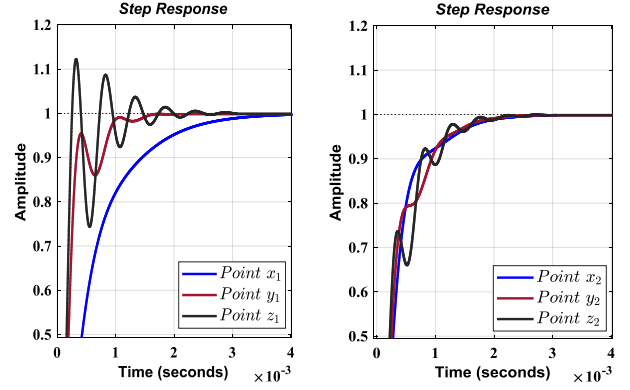 Step Response
1.2
1.1
1
0.9
0.8
0.7
0.6
0.5
Amplitude
0
1
2
3
4
Time (seconds)
×10⁻³
Point x₁
Point y₁
Point z₁
Step Response
1.2
1.1
1
0.9
0.8
0.7
0.6
0.5
Amplitude
0
1
2
3
4
Time (seconds)
×10⁻³
Point x₂
Point y₂
Point z₂